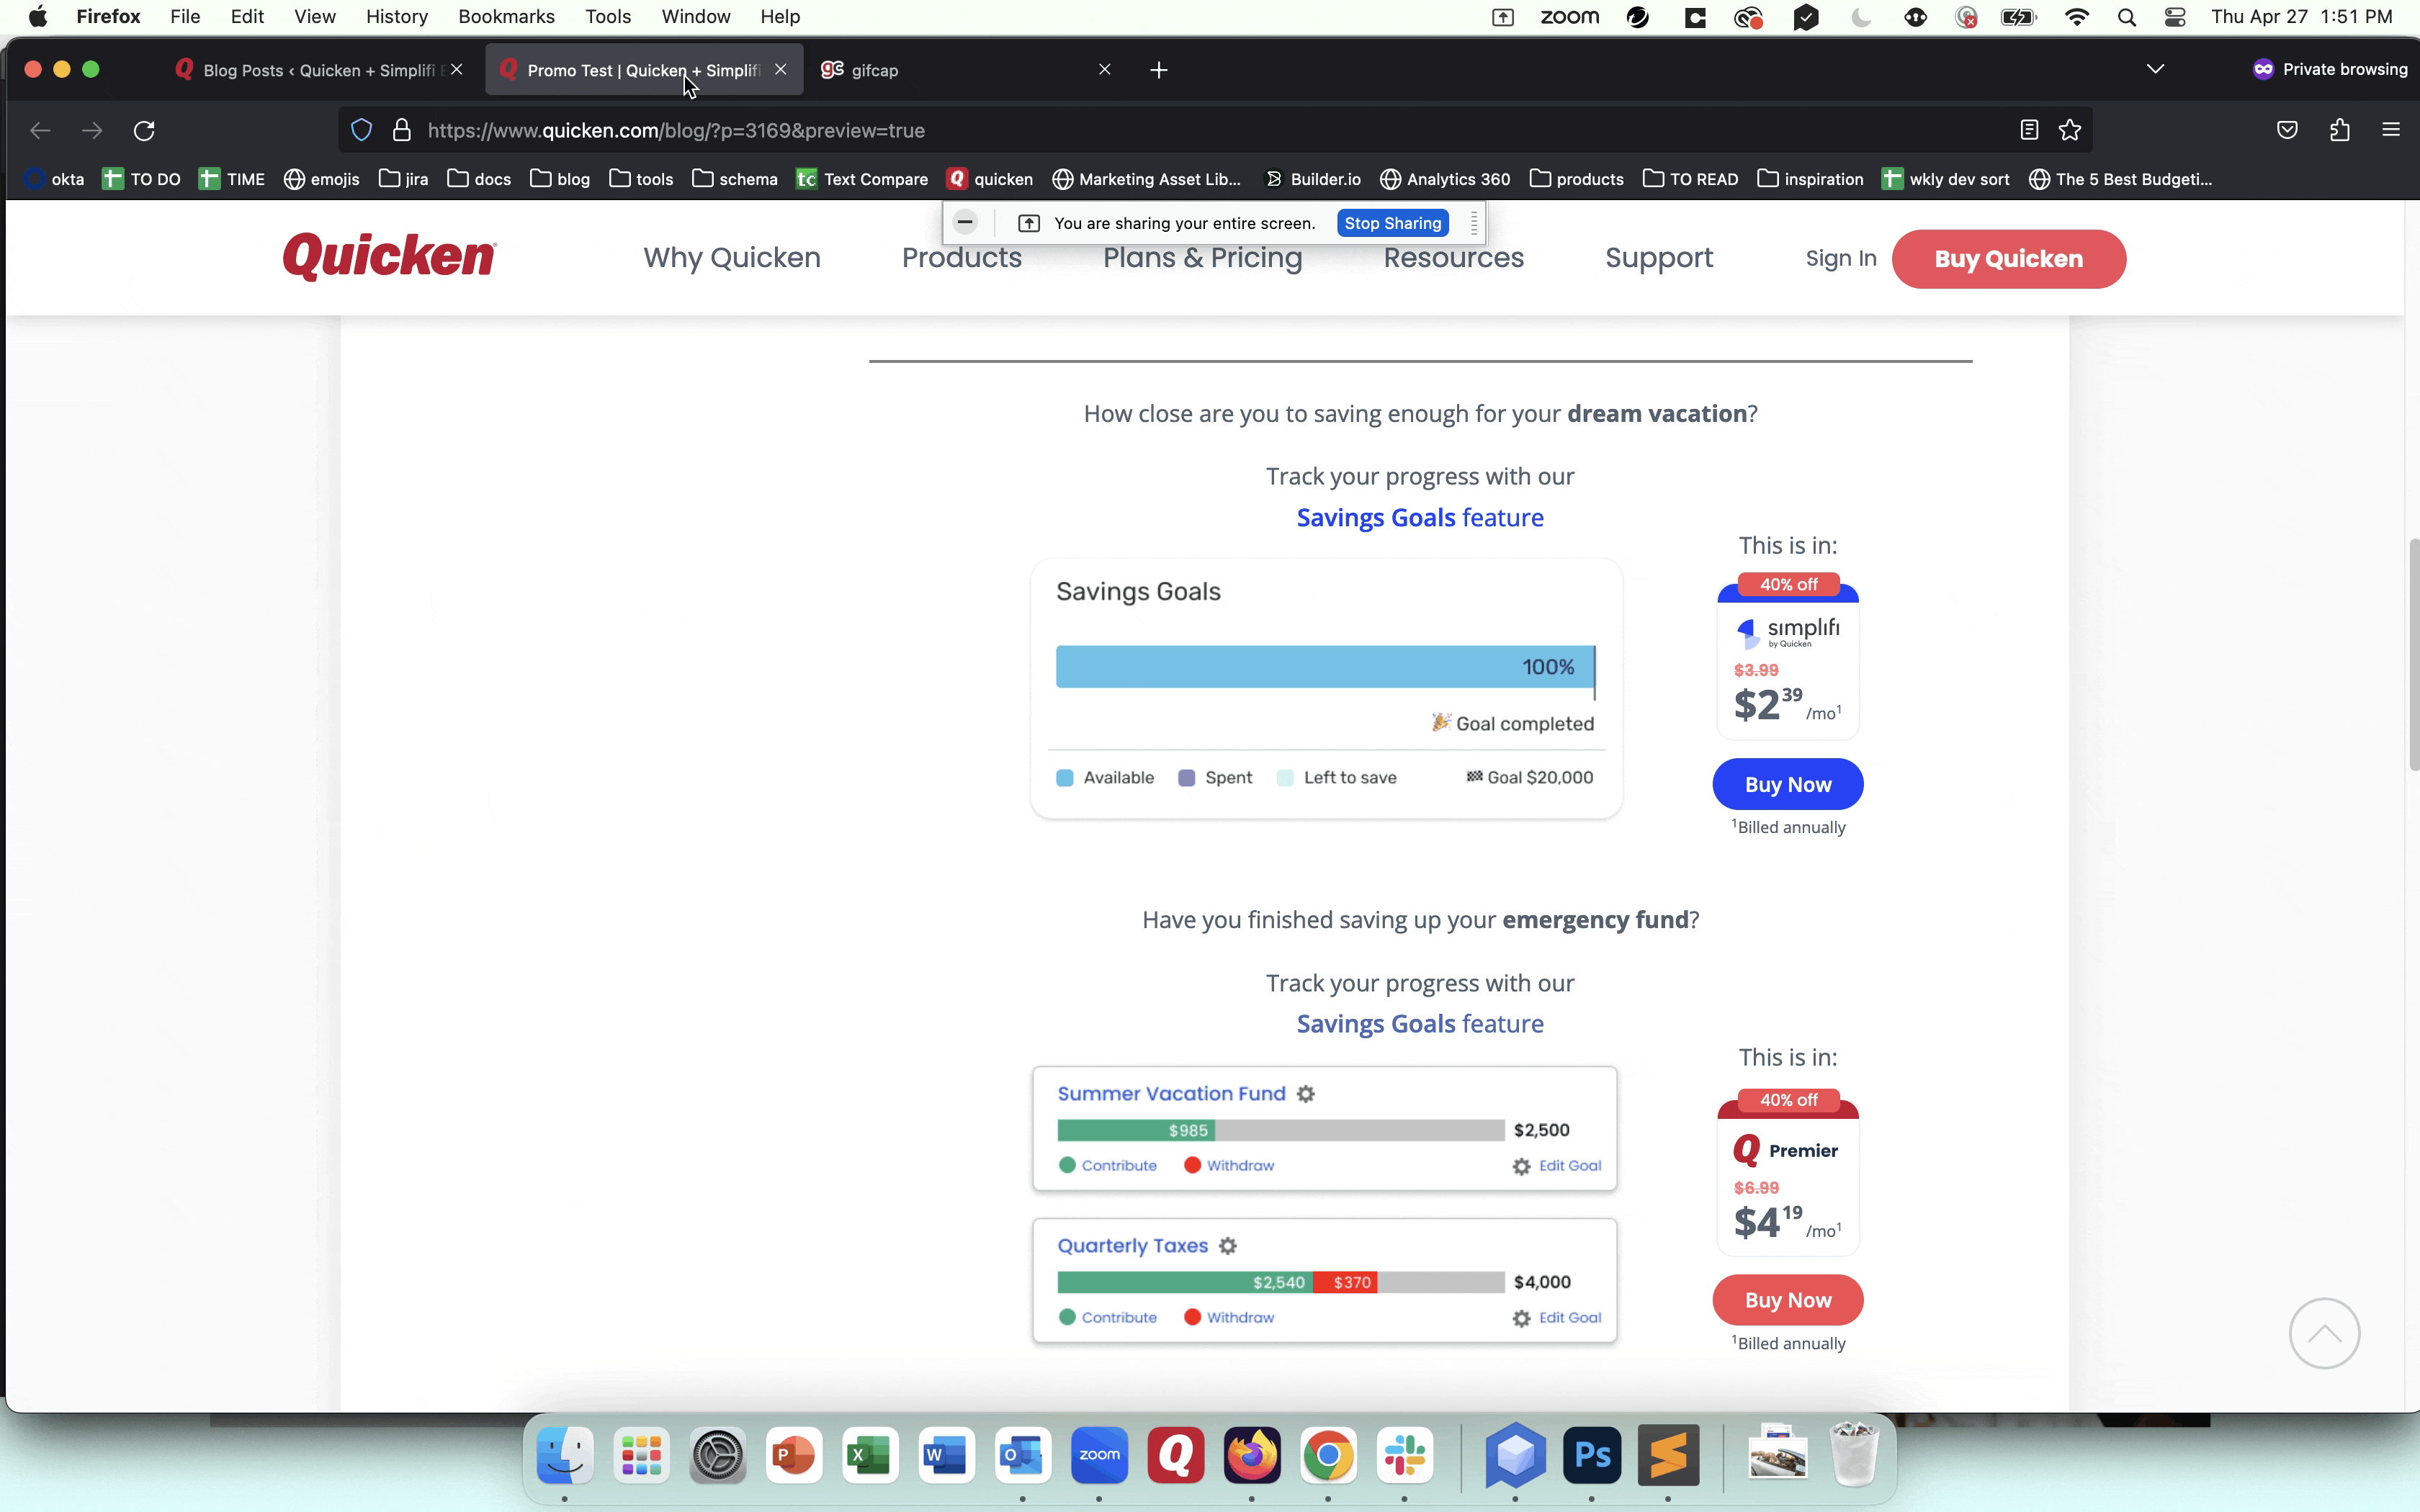 Firefox File Edit View History Bookmarks Tools Window Help zoom Thu Apr 27 1:51 PM
Blog Posts ‹ Quicken + Simplifi Promo Test | Quicken + Simplifi gc gifcap Private browsing
https://www.quicken.com/blog/?p=3169&preview=true
okta TO DO TIME emojis jira docs blog tools schema tc Text Compare Q quicken Marketing Asset Lib... Builder.io Analytics 360 products TO READ inspiration wkly dev sort The 5 Best Budgeti...
You are sharing your entire screen. Stop Sharing
Quicken Why Quicken Products Plans & Pricing Resources Support Sign In Buy Quicken
How close are you to saving enough for your dream vacation?
Track your progress with our
Savings Goals feature
This is in:
40% off
Savings Goals
simplifi
by Quicken
100%
$3.99
$2 39 /mo1
Goal completed
Available Spent Left to save Goal $20,000
Buy Now
1Billed annually
Have you finished saving up your emergency fund?
Track your progress with our
Savings Goals feature
This is in:
40% off
Summer Vacation Fund
$985 $2,500
Contribute Withdraw Edit Goal
Q Premier
$6.99
$4 19 /mo1
Quarterly Taxes
$2,540 $370 $4,000
Contribute Withdraw Edit Goal
Buy Now
1Billed annually
P X W O zoom Q Ps